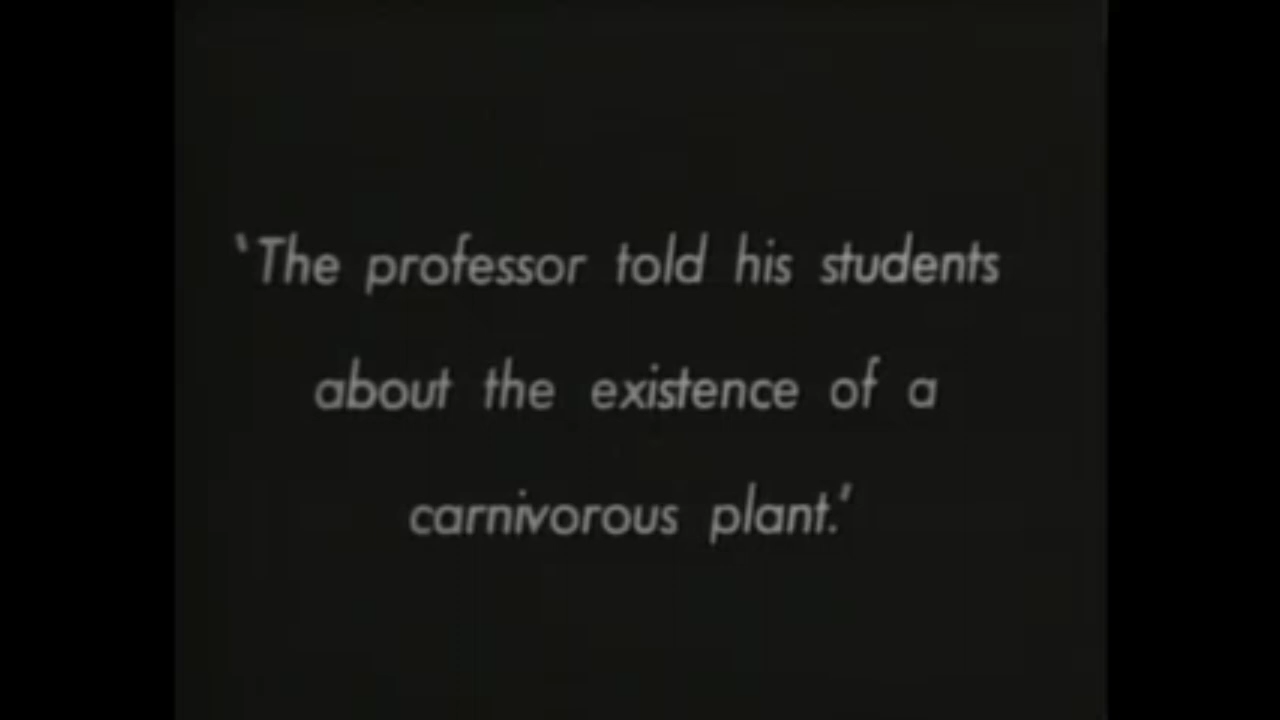 ‘The professor told his students
about the existence of a
carnivorous plant.’